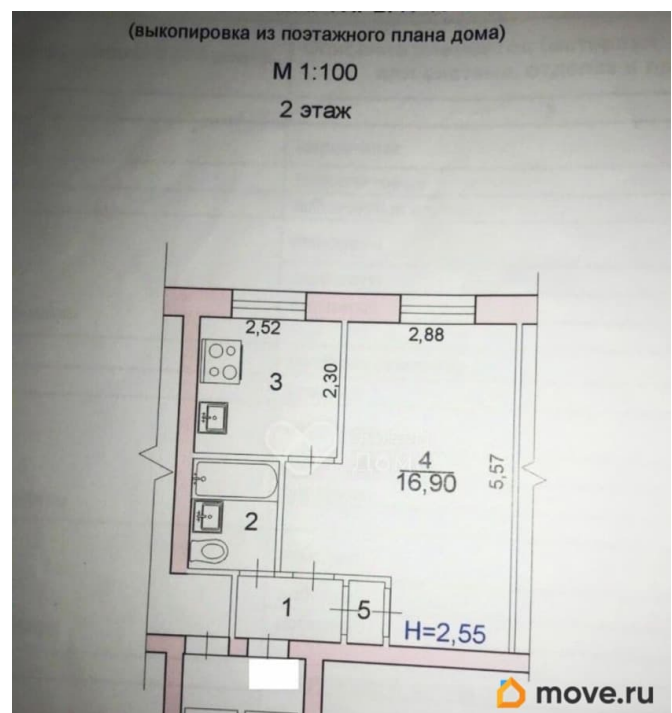 (выкопировка из поэтажного плана дома)
М 1:100
2 этаж
2,52
2,88
3
2,30
4
16,90
5,57
2
1
5
Н=2,55
move.ru